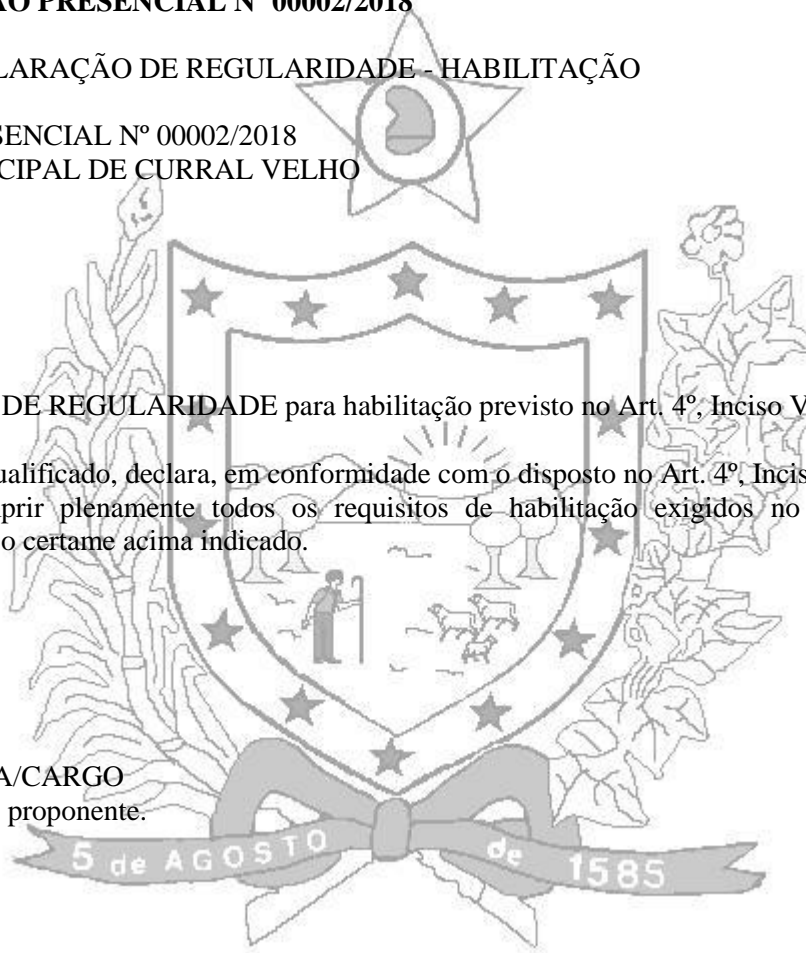 ÃO PRESENCIAL Nº 00002/2018
LARAÇÃO DE REGULARIDADE - HABILITAÇÃO
SENCIAL Nº 00002/2018
CIPAL DE CURRAL VELHO
DE REGULARIDADE para habilitação previsto no Art. 4º, Inciso V
ualificado, declara, em conformidade com o disposto no Art. 4º, Incis
prir plenamente todos os requisitos de habilitação exigidos no
o certame acima indicado.
A/CARGO
proponente.
5 de AGOSTO de 1585